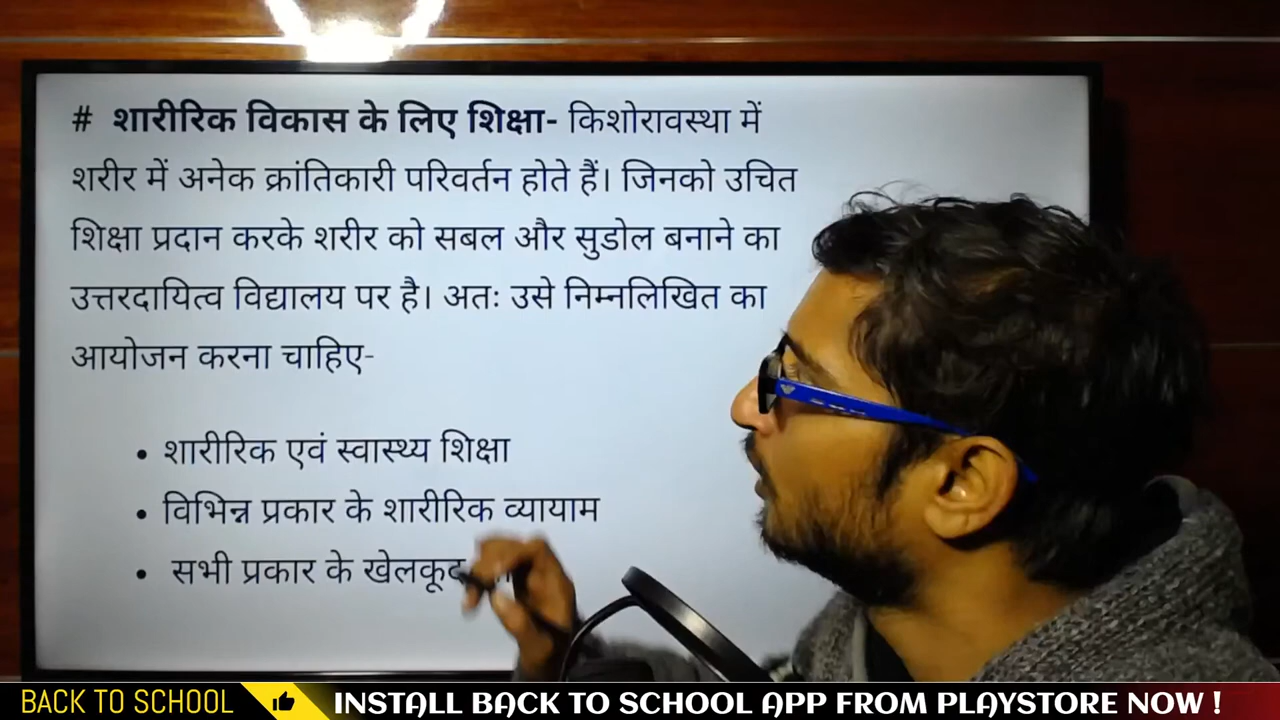 # शारीरिक विकास के लिए शिक्षा- किशोरावस्था में
शरीर में अनेक क्रांतिकारी परिवर्तन होते हैं। जिनको उचित
शिक्षा प्रदान करके शरीर को सबल और सुडोल बनाने का
उत्तरदायित्व विद्यालय पर है। अतः उसे निम्नलिखित का
आयोजन करना चाहिए-
• शारीरिक एवं स्वास्थ्य शिक्षा
• विभिन्न प्रकार के शारीरिक व्यायाम
• सभी प्रकार के खेलकूद
BACK TO SCHOOL INSTALL BACK TO SCHOOL APP FROM PLAYSTORE NOW !